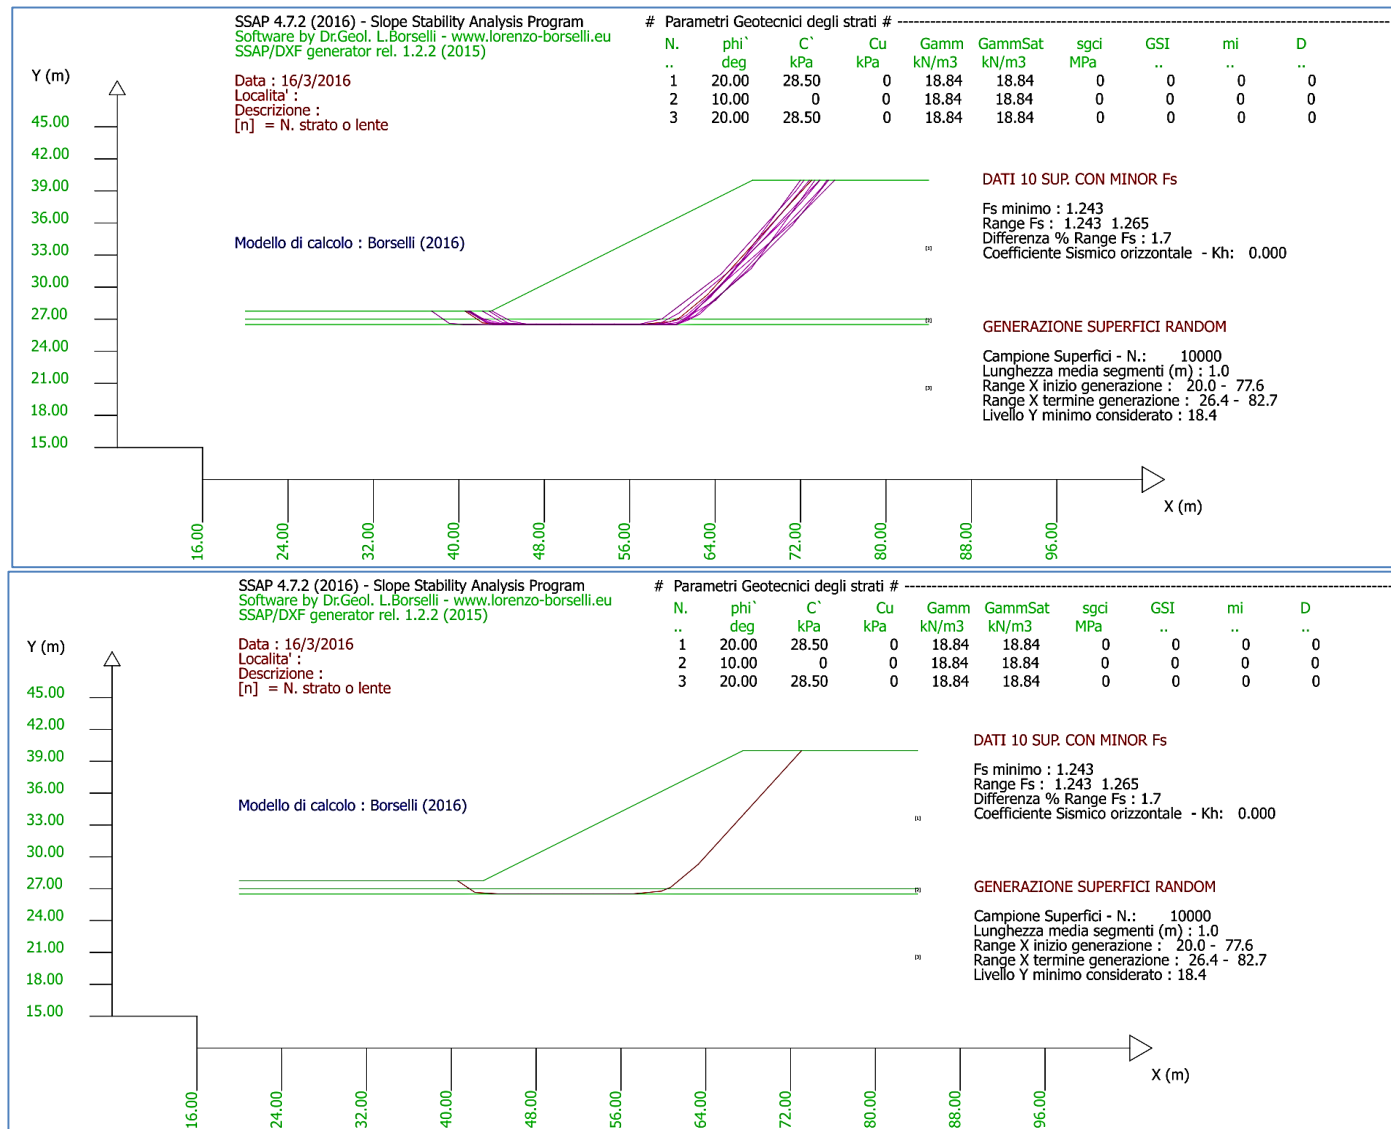 SSAP 4.7.2 (2016) - Slope Stability Analysis Program
Software by Dr.Geol. L.Borselli - www.lorenzo-borselli.eu
SSAP/DXF generator rel. 1.2.2 (2015)
Data : 16/3/2016
Localita' :
Descrizione :
[n] = N. strato o lente
# Parametri Geotecnici degli strati # ------------------------------------------------------------
N. phi` C` Cu Gamm GammSat sgci GSI mi D
.. deg kPa kPa kN/m3 kN/m3 MPa .. .. ..
1 20.00 28.50 0 18.84 18.84 0 0 0 0
2 10.00 0 0 18.84 18.84 0 0 0 0
3 20.00 28.50 0 18.84 18.84 0 0 0 0
Y (m)
45.00
42.00
39.00
36.00
33.00
30.00
27.00
24.00
21.00
18.00
15.00
Modello di calcolo : Borselli (2016)
[1]
[2]
[3]
DATI 10 SUP. CON MINOR Fs
Fs minimo : 1.243
Range Fs : 1.243 1.265
Differenza % Range Fs : 1.7
Coefficiente Sismico orizzontale - Kh: 0.000
GENERAZIONE SUPERFICI RANDOM
Campione Superfici - N.: 10000
Lunghezza media segmenti (m) : 1.0
Range X inizio generazione : 20.0 - 77.6
Range X termine generazione : 26.4 - 82.7
Livello Y minimo considerato : 18.4
X (m)
16.00 24.00 32.00 40.00 48.00 56.00 64.00 72.00 80.00 88.00 96.00
SSAP 4.7.2 (2016) - Slope Stability Analysis Program
Software by Dr.Geol. L.Borselli - www.lorenzo-borselli.eu
SSAP/DXF generator rel. 1.2.2 (2015)
Data : 16/3/2016
Localita' :
Descrizione :
[n] = N. strato o lente
# Parametri Geotecnici degli strati # ------------------------------------------------------------
N. phi` C` Cu Gamm GammSat sgci GSI mi D
.. deg kPa kPa kN/m3 kN/m3 MPa .. .. ..
1 20.00 28.50 0 18.84 18.84 0 0 0 0
2 10.00 0 0 18.84 18.84 0 0 0 0
3 20.00 28.50 0 18.84 18.84 0 0 0 0
Y (m)
45.00
42.00
39.00
36.00
33.00
30.00
27.00
24.00
21.00
18.00
15.00
Modello di calcolo : Borselli (2016)
[1]
[2]
[3]
DATI 10 SUP. CON MINOR Fs
Fs minimo : 1.243
Range Fs : 1.243 1.265
Differenza % Range Fs : 1.7
Coefficiente Sismico orizzontale - Kh: 0.000
GENERAZIONE SUPERFICI RANDOM
Campione Superfici - N.: 10000
Lunghezza media segmenti (m) : 1.0
Range X inizio generazione : 20.0 - 77.6
Range X termine generazione : 26.4 - 82.7
Livello Y minimo considerato : 18.4
X (m)
16.00 24.00 32.00 40.00 48.00 56.00 64.00 72.00 80.00 88.00 96.00